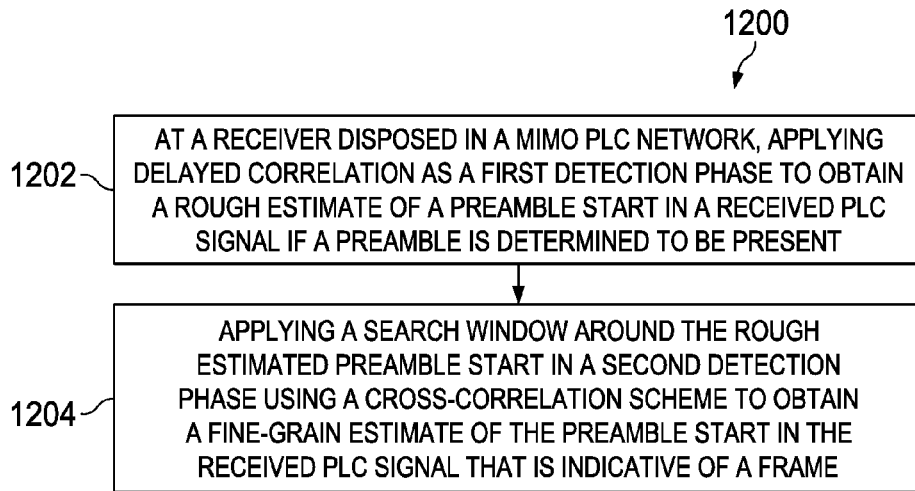 1200
1202
AT A RECEIVER DISPOSED IN A MIMO PLC NETWORK, APPLYING
DELAYED CORRELATION AS A FIRST DETECTION PHASE TO OBTAIN
A ROUGH ESTIMATE OF A PREAMBLE START IN A RECEIVED PLC
SIGNAL IF A PREAMBLE IS DETERMINED TO BE PRESENT
1204
APPLYING A SEARCH WINDOW AROUND THE ROUGH
ESTIMATED PREAMBLE START IN A SECOND DETECTION
PHASE USING A CROSS-CORRELATION SCHEME TO OBTAIN
A FINE-GRAIN ESTIMATE OF THE PREAMBLE START IN THE
RECEIVED PLC SIGNAL THAT IS INDICATIVE OF A FRAME